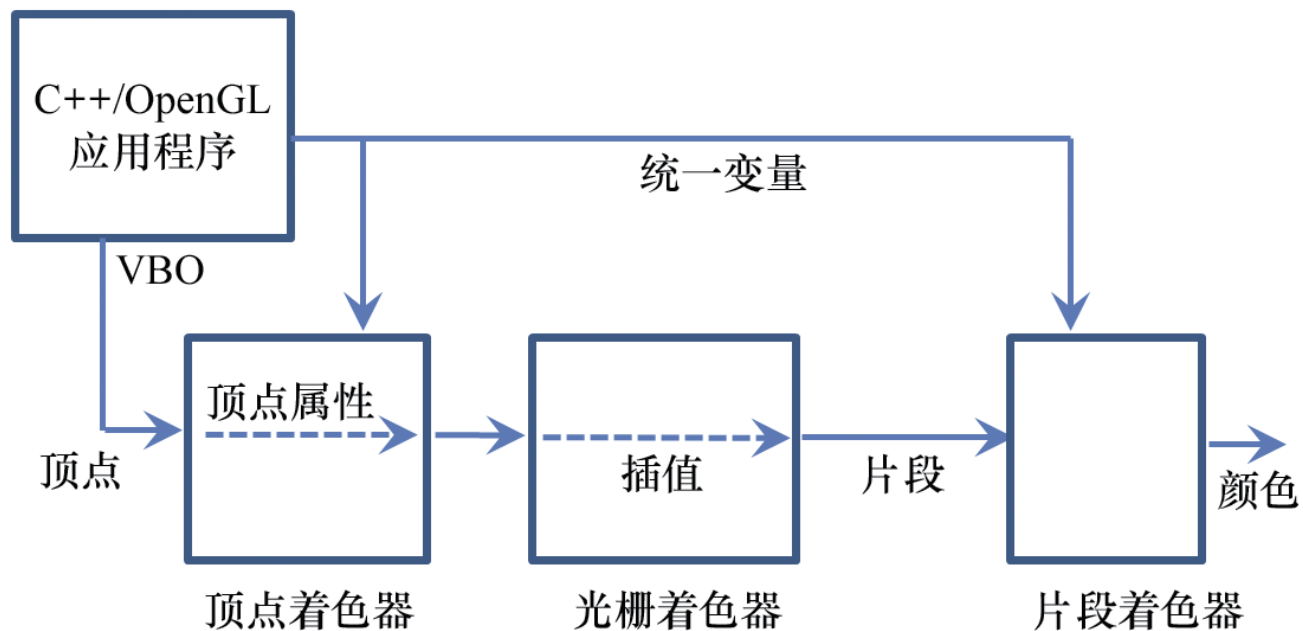 C++/OpenGL
应用程序
统一变量
VBO
顶点属性
顶点
插值
片段
颜色
顶点着色器
光栅着色器
片段着色器